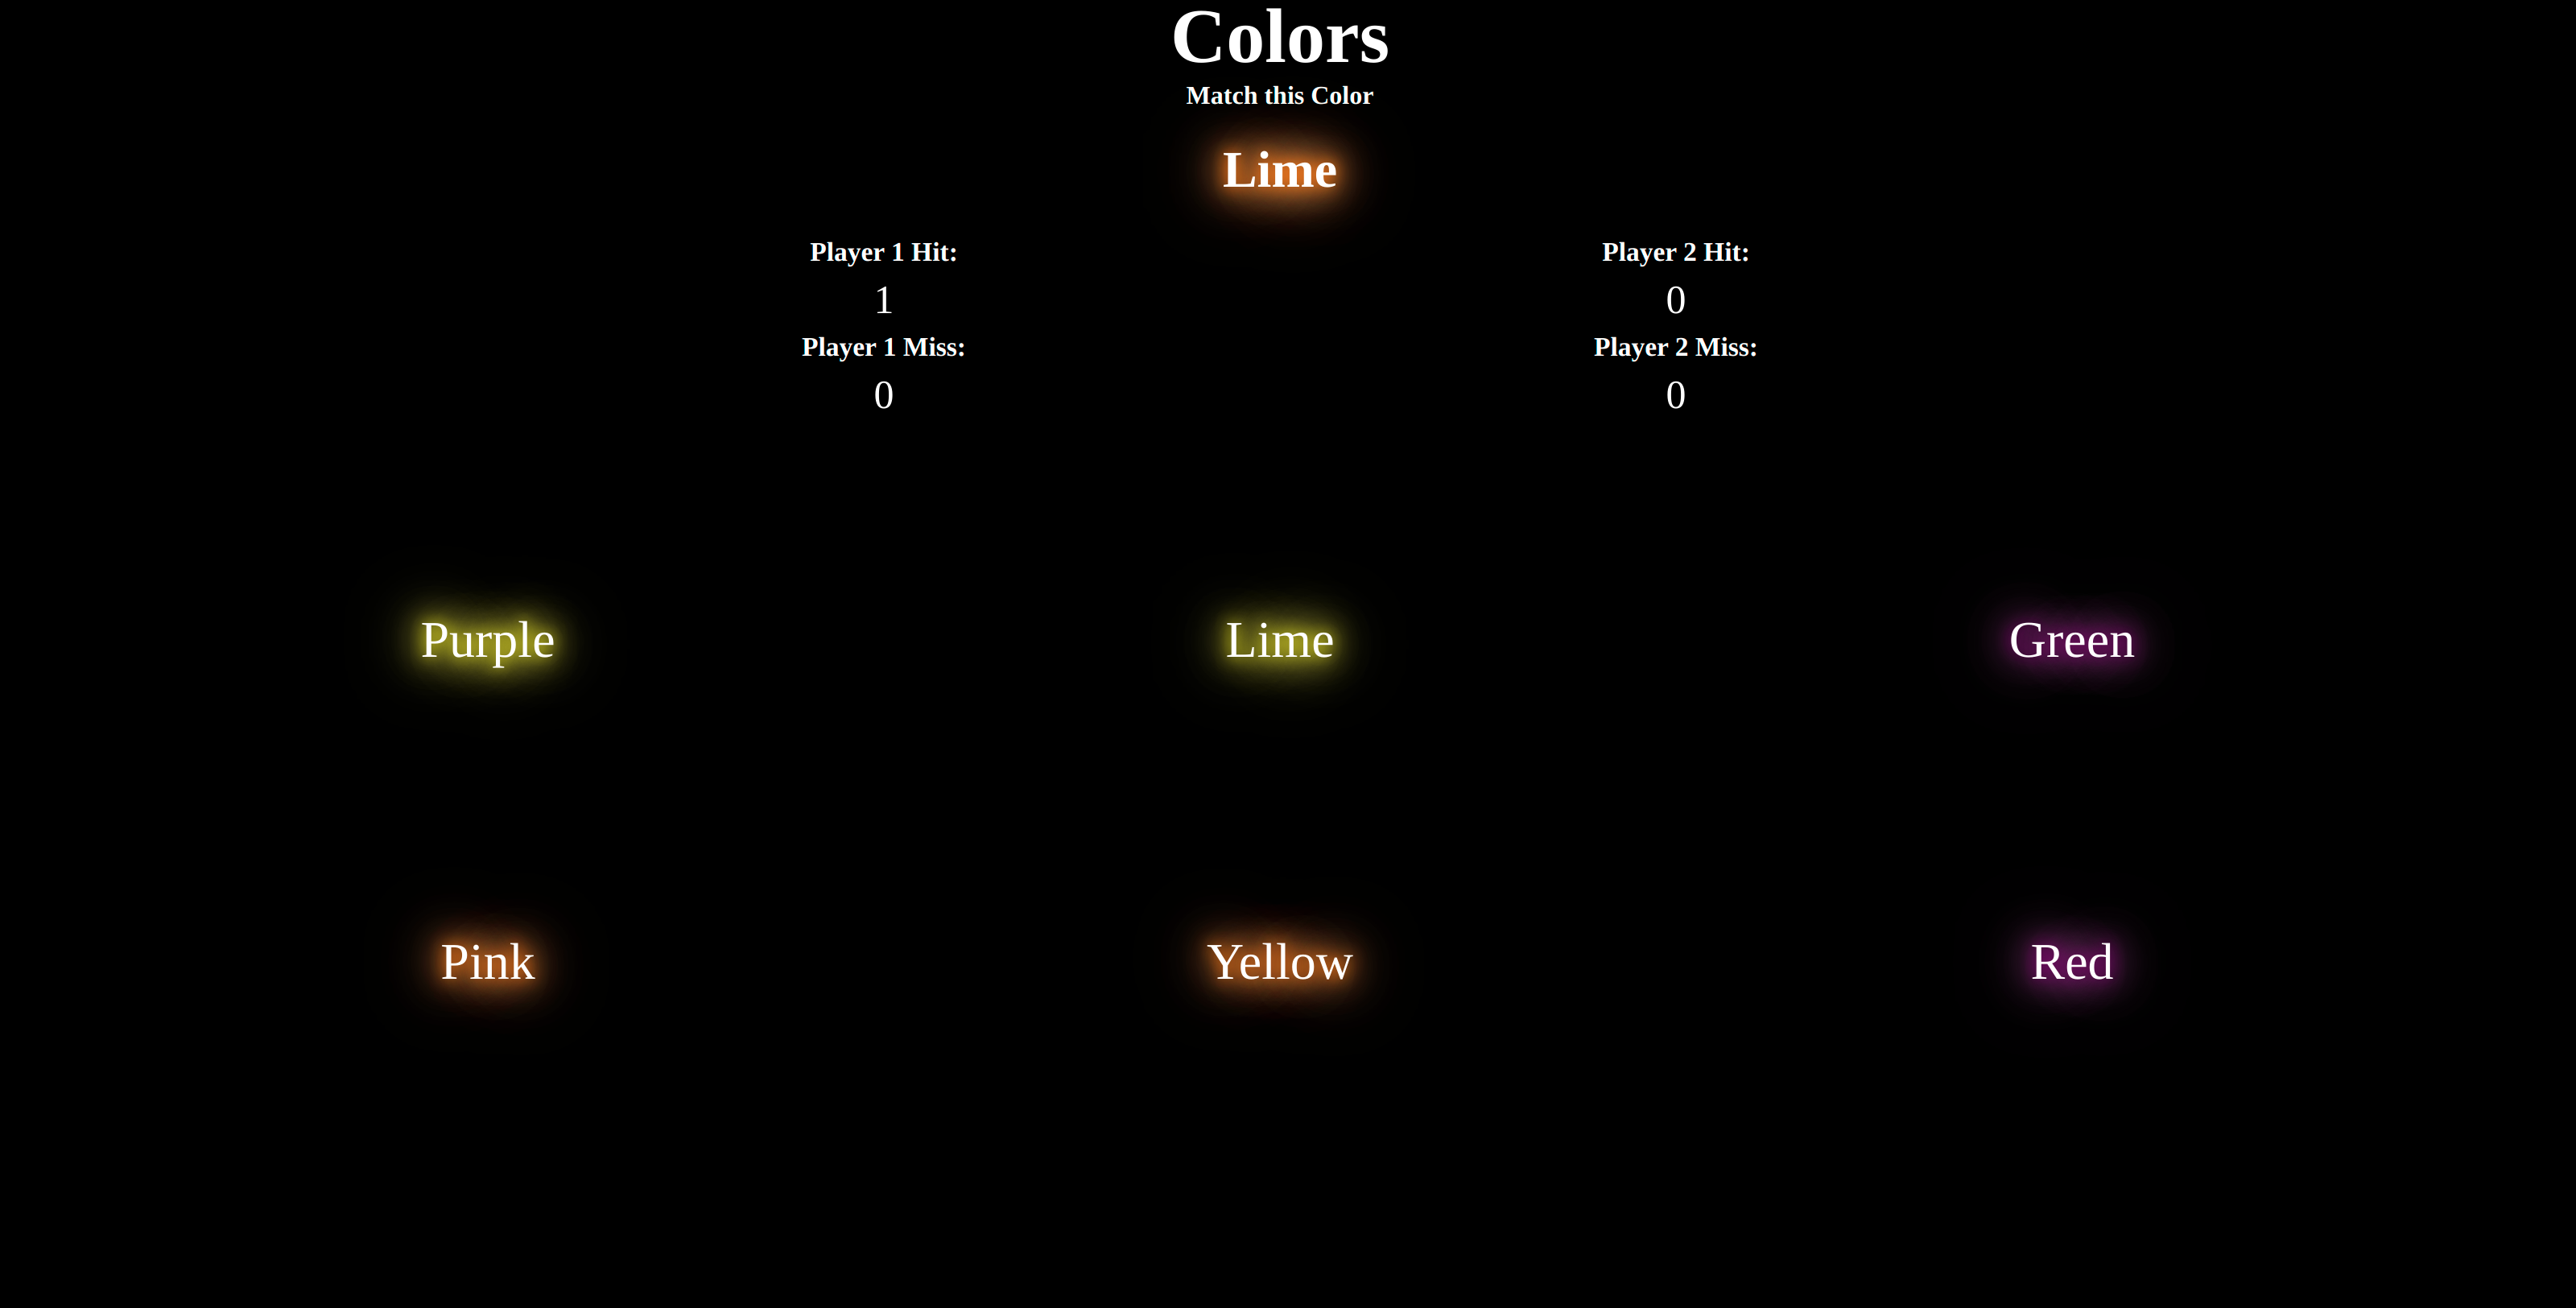 Colors
Match this Color
Lime
Player 1 Hit:
1
Player 1 Miss:
0
Player 2 Hit:
0
Player 2 Miss:
0
Purple
Lime
Green
Pink
Yellow
Red